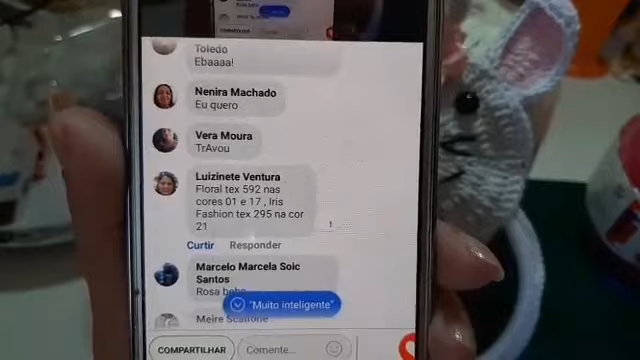 Toledo
Ebaaaa!
Nenira Machado
Eu quero
Vera Moura
TrAvou
Luizinete Ventura
Floral tex 592 nas
cores 01 e 17 , Iris
Fashion tex 295 na cor
21
1
Curtir Responder
Marcelo Marcela Soic
Santos
Rosa bebe
"Muito inteligente"
Meire
COMPARTILHAR
Comente...